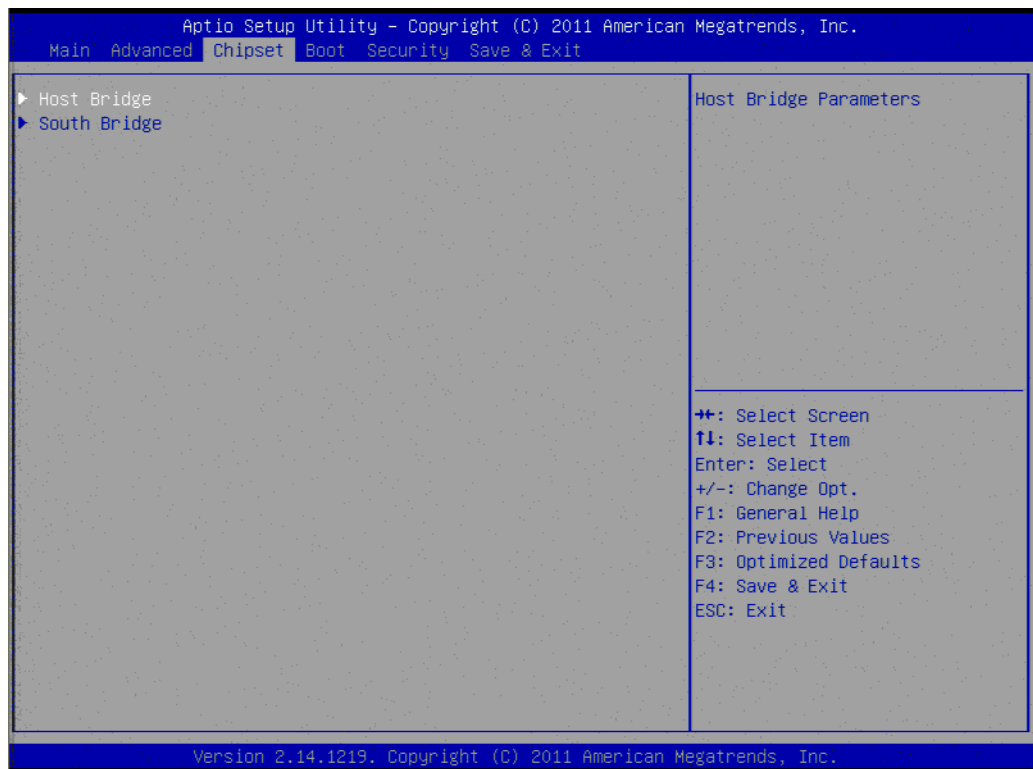 Aptio Setup Utility – Copyright (C) 2011 American Megatrends, Inc.
Main Advanced Chipset Boot Security Save & Exit
▶ Host Bridge
▶ South Bridge
Host Bridge Parameters
→←: Select Screen
↑↓: Select Item
Enter: Select
+/-: Change Opt.
F1: General Help
F2: Previous Values
F3: Optimized Defaults
F4: Save & Exit
ESC: Exit
Version 2.14.1219. Copyright (C) 2011 American Megatrends, Inc.